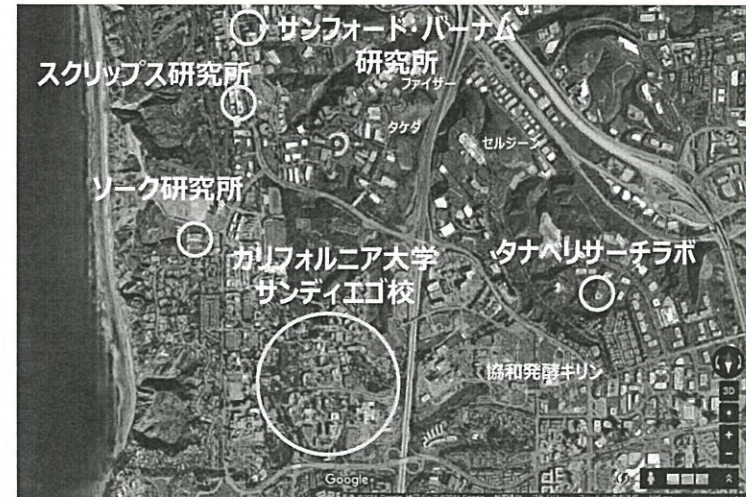 サンフォード・バーナム
研究所
スクリップス研究所
ファイザー
タケダ
セルジーン
ソーク研究所
カリフォルニア大学
サンディエゴ校
タナベリサーチラボ
協和発酵キリン
3D
Google